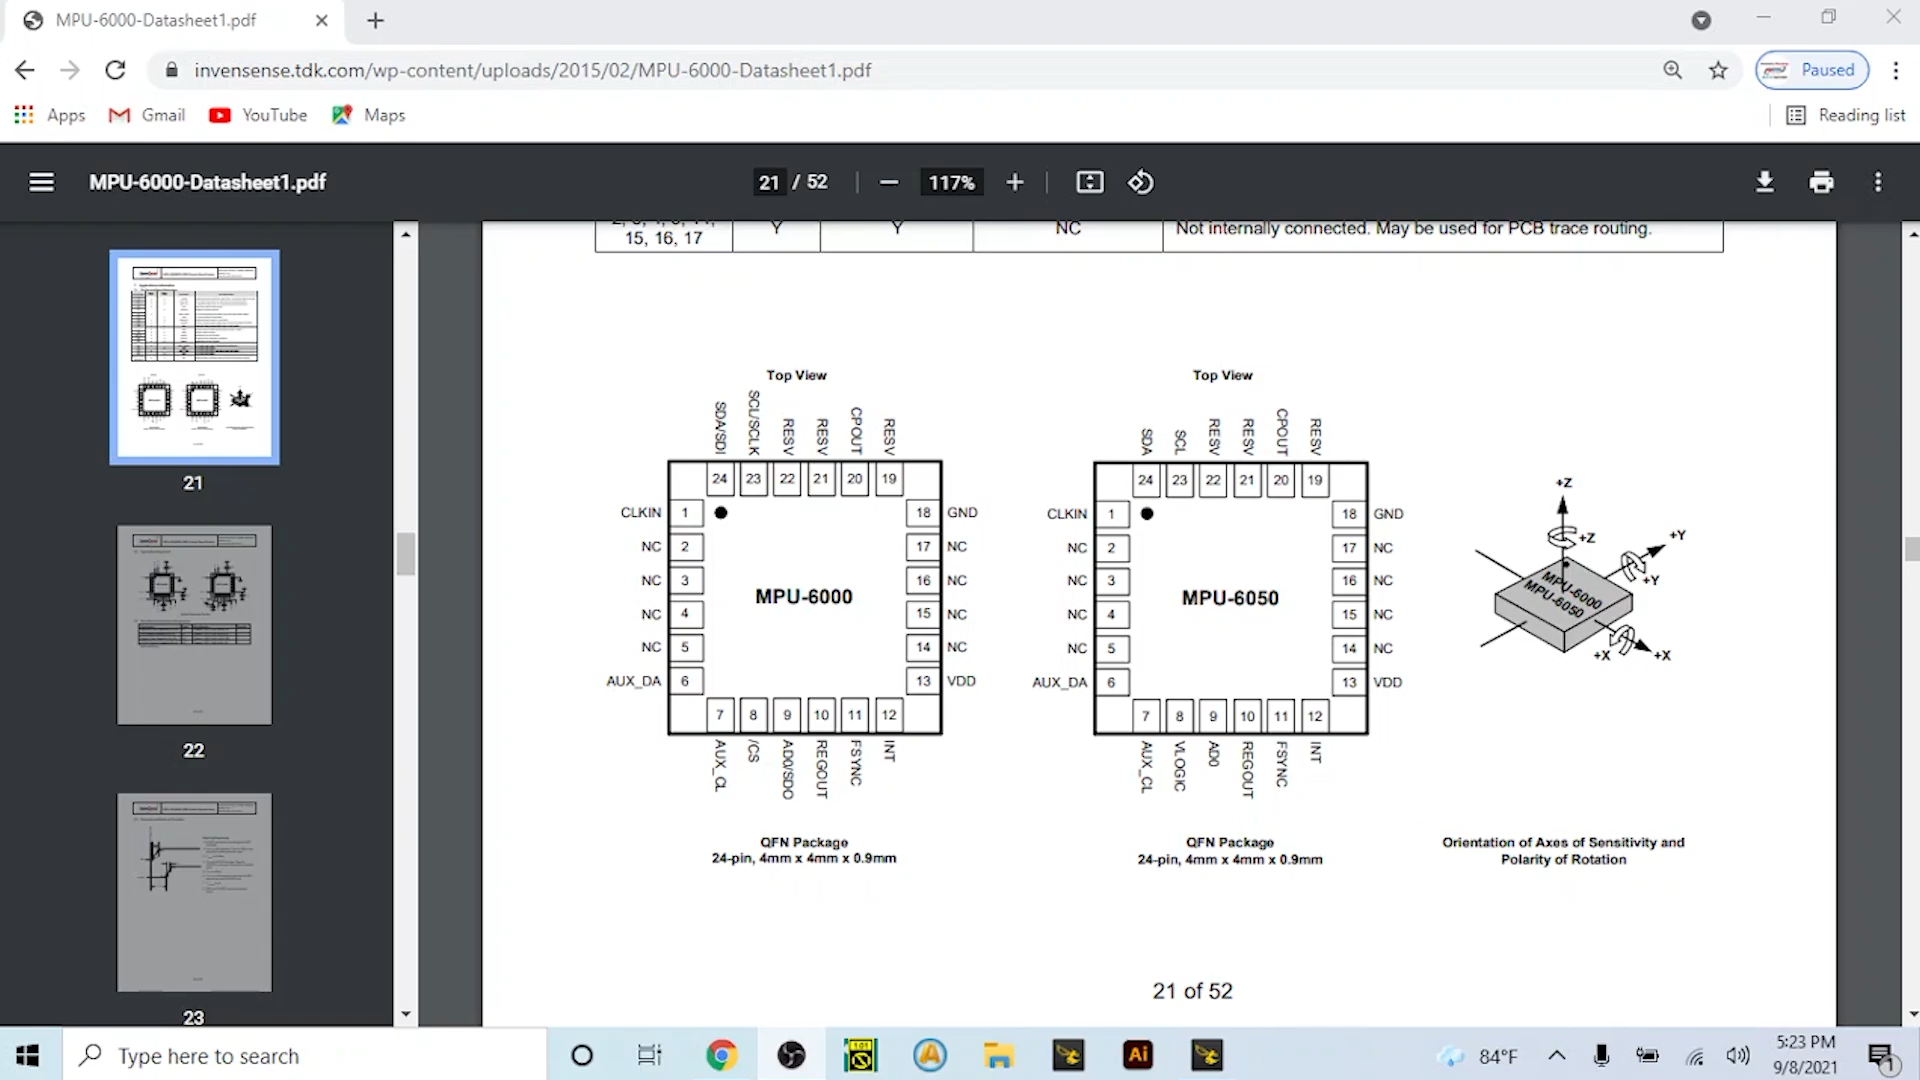 MPU-6000-Datasheet1.pdf
invensense.tdk.com/wp-content/uploads/2015/02/MPU-6000-Datasheet1.pdf
Paused
Apps
Gmail
YouTube
Maps
Reading list
MPU-6000-Datasheet1.pdf
21 / 52
117%
21
22
23
15, 16, 17
Y
Y
NC
Not internally connected. May be used for PCB trace routing.
Top View
SDA/SDI
SCL/SCLK
RESV
RESV
CPOUT
RESV
24 23 22 21 20 19
CLKIN 1 18 GND
NC 2 17 NC
NC 3 16 NC
MPU-6000
NC 4 15 NC
NC 5 14 NC
AUX_DA 6 13 VDD
7 8 9 10 11 12
AUX_CL
/CS
AD0/SDO
REGOUT
FSYNC
INT
QFN Package
24-pin, 4mm x 4mm x 0.9mm
Top View
SDA
SCL
RESV
RESV
CPOUT
RESV
24 23 22 21 20 19
CLKIN 1 18 GND
NC 2 17 NC
NC 3 16 NC
MPU-6050
NC 4 15 NC
NC 5 14 NC
AUX_DA 6 13 VDD
7 8 9 10 11 12
AUX_CL
VLOGIC
AD0
REGOUT
FSYNC
INT
QFN Package
24-pin, 4mm x 4mm x 0.9mm
+Z
+Z
+Y
+Y
MPU-6000
MPU-6050
+X
+X
Orientation of Axes of Sensitivity and
Polarity of Rotation
21 of 52
Type here to search
Ai
84°F
5:23 PM
9/8/2021
1